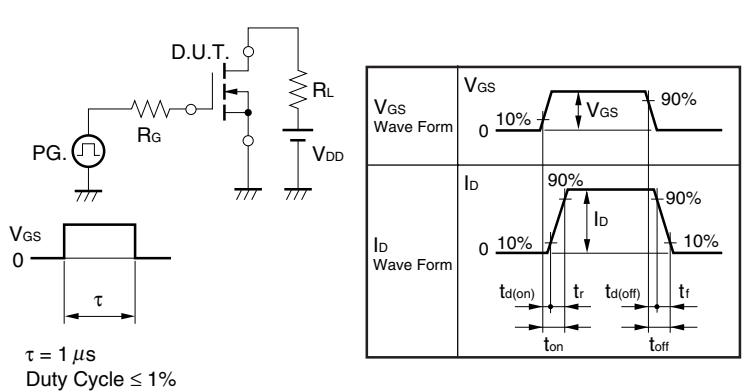 D.U.T.
RL
RG
PG.
VDD
VGS
0
τ
τ = 1 μs
Duty Cycle ≤ 1%
VGS
Wave Form
VGS
10%
0
VGS
90%
ID
Wave Form
ID
90%
90%
ID
0 10%
10%
td(on) tr td(off) tf
ton toff